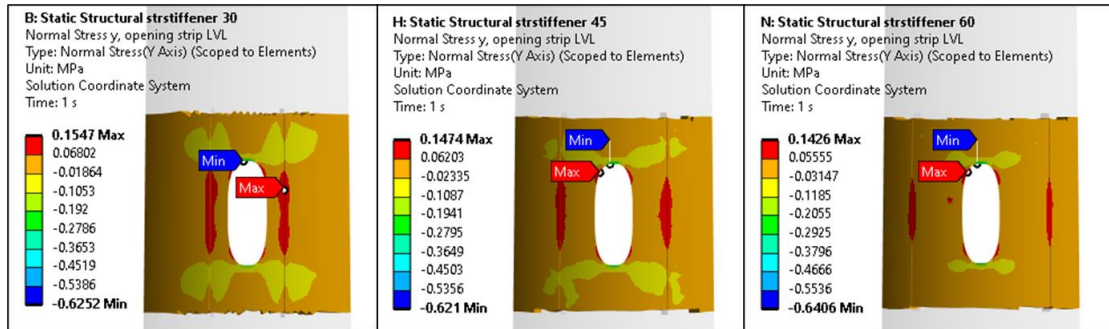 B: Static Structural strstiffener 30
Normal Stress y, opening strip LVL
Type: Normal Stress(Y Axis) (Scoped to Elements)
Unit: MPa
Solution Coordinate System
Time: 1 s
0.1547 Max
0.06802
-0.01864
-0.1053
-0.192
-0.2786
-0.3653
-0.4519
-0.5386
-0.6252 Min
Min
Max
H: Static Structural strstiffener 45
Normal Stress y, opening strip LVL
Type: Normal Stress(Y Axis) (Scoped to Elements)
Unit: MPa
Solution Coordinate System
Time: 1 s
0.1474 Max
0.06203
-0.02335
-0.1087
-0.1941
-0.2795
-0.3649
-0.4503
-0.5356
-0.621 Min
Min
Max
N: Static Structural strstiffener 60
Normal Stress y, opening strip LVL
Type: Normal Stress(Y Axis) (Scoped to Elements)
Unit: MPa
Solution Coordinate System
Time: 1 s
0.1426 Max
0.05555
-0.03147
-0.1185
-0.2055
-0.2925
-0.3796
-0.4666
-0.5536
-0.6406 Min
Min
Max